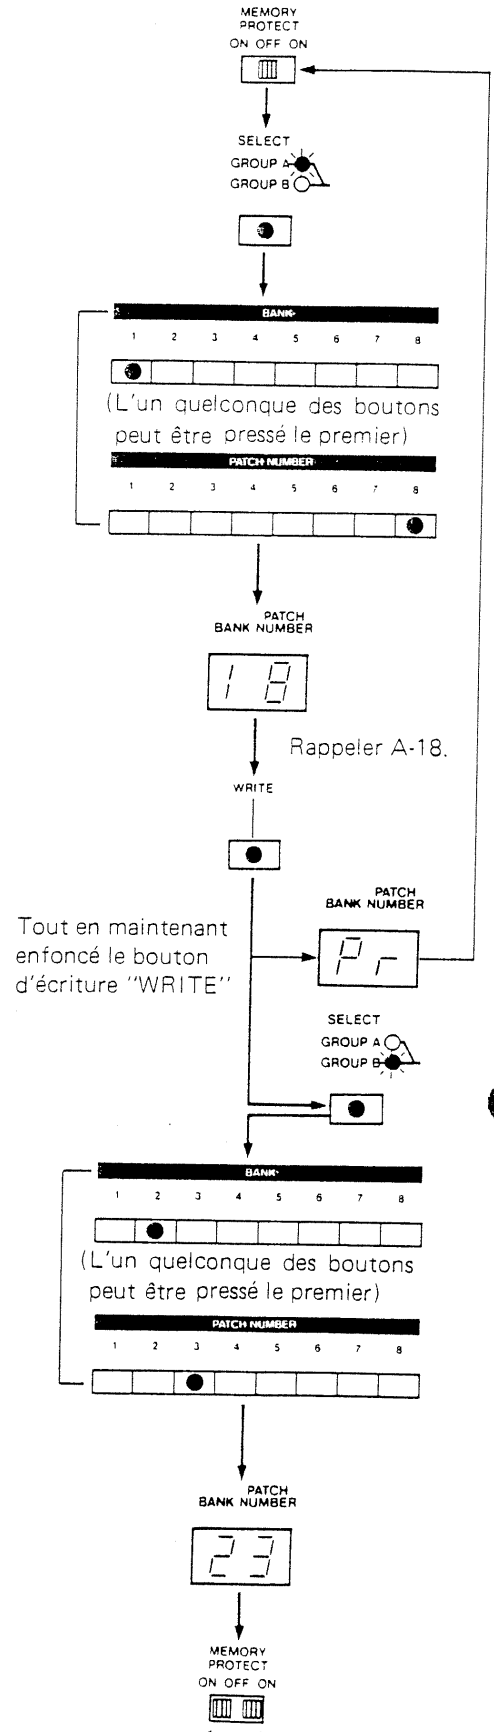 MEMORY
PROTECT
ON OFF ON
SELECT
GROUP A
GROUP B
BANK
1 2 3 4 5 6 7 8
(L'un quelconque des boutons
peut être pressé le premier)
PATCH NUMBER
1 2 3 4 5 6 7 8
PATCH
BANK NUMBER
18
Rappeler A-18.
WRITE
PATCH
BANK NUMBER
Tout en maintenant
enfoncé le bouton
d'écriture "WRITE"
Pr
SELECT
GROUP A
GROUP B
BANK
1 2 3 4 5 6 7 8
(L'un quelconque des boutons
peut être pressé le premier)
PATCH NUMBER
1 2 3 4 5 6 7 8
PATCH
BANK NUMBER
23
MEMORY
PROTECT
ON OFF ON